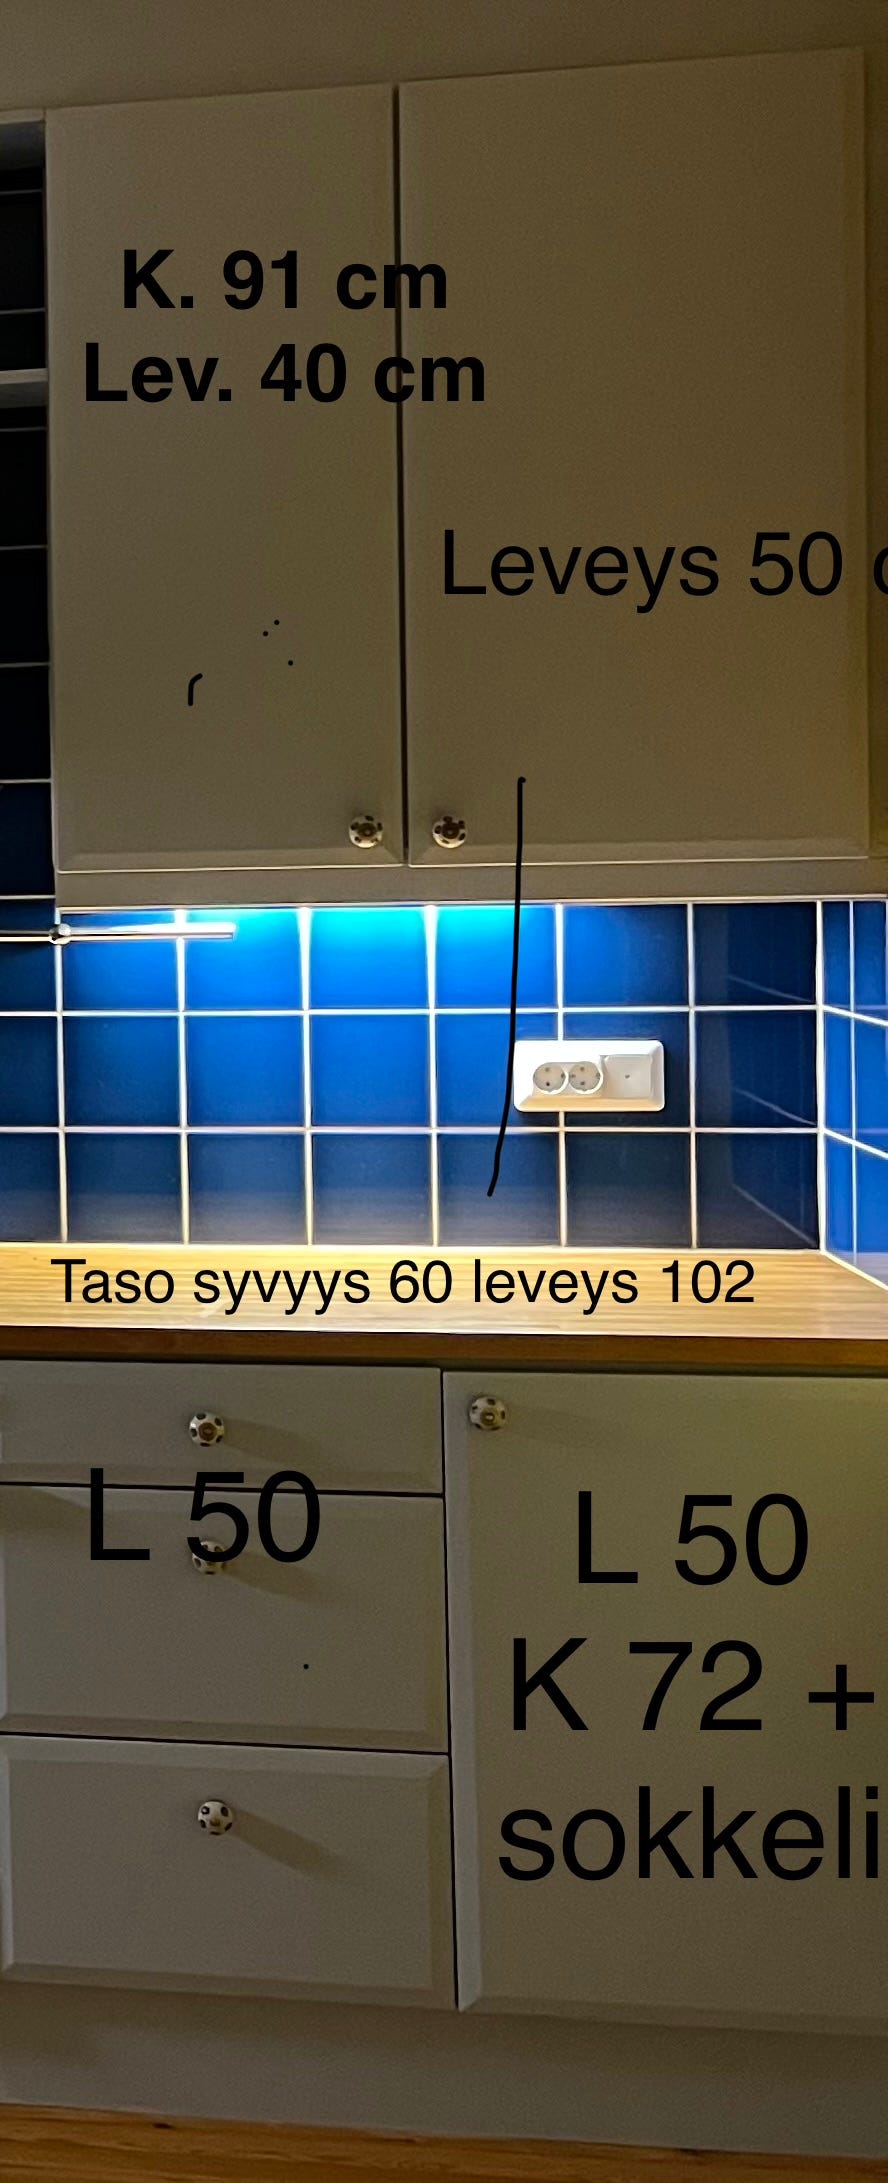 K. 91 cm
Lev. 40 cm
Leveys 50 c
Taso syvyys 60 leveys 102
L 50
L 50
K 72 +
sokkeli